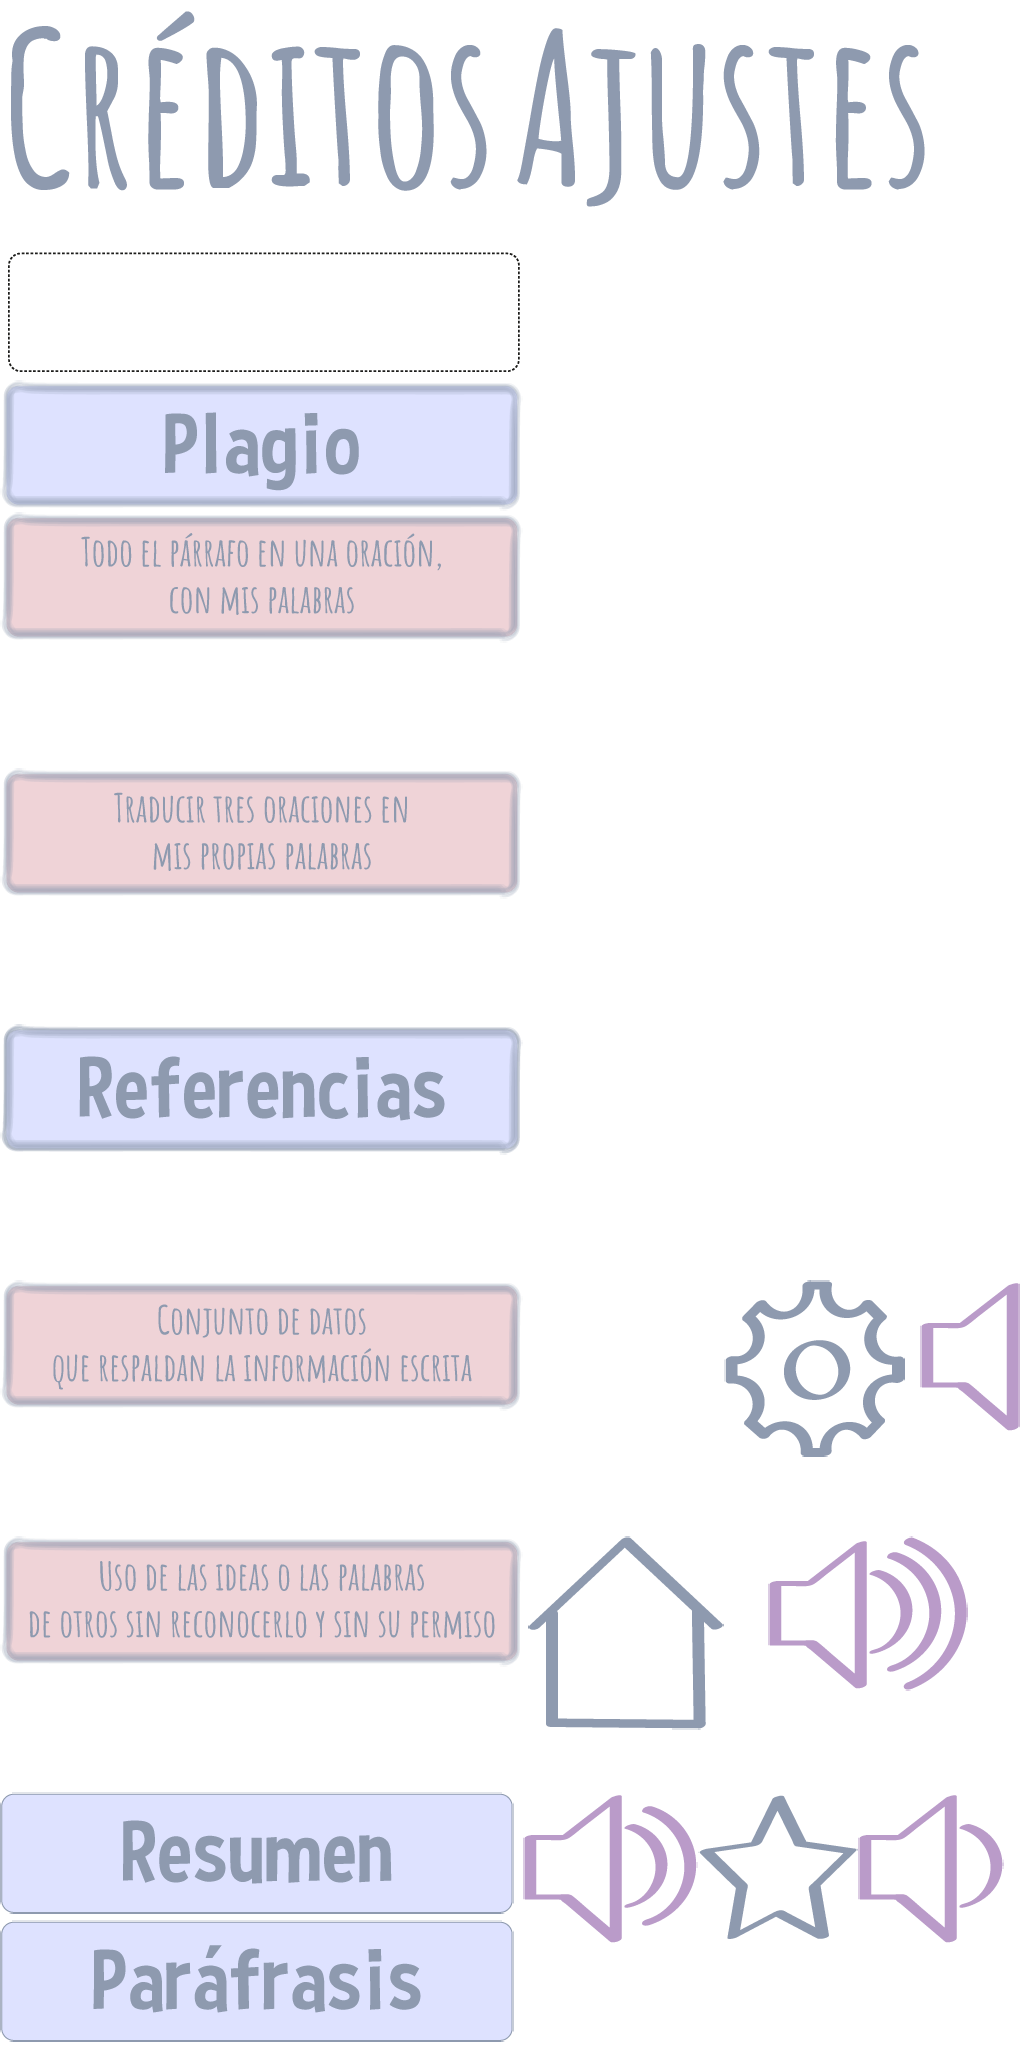 CRÉDITOS AJUSTES
Plagio
TODO EL PÁRRAFO EN UNA ORACIÓN,
CON MIS PALABRAS
TRADUCIR TRES ORACIONES EN
MIS PROPIAS PALABRAS
Referencias
CONJUNTO DE DATOS
QUE RESPALDAN LA INFORMACIÓN ESCRITA
USO DE LAS IDEAS O LAS PALABRAS
DE OTROS SIN RECONOCERLO Y SIN SU PERMISO
Resumen
Paráfrasis